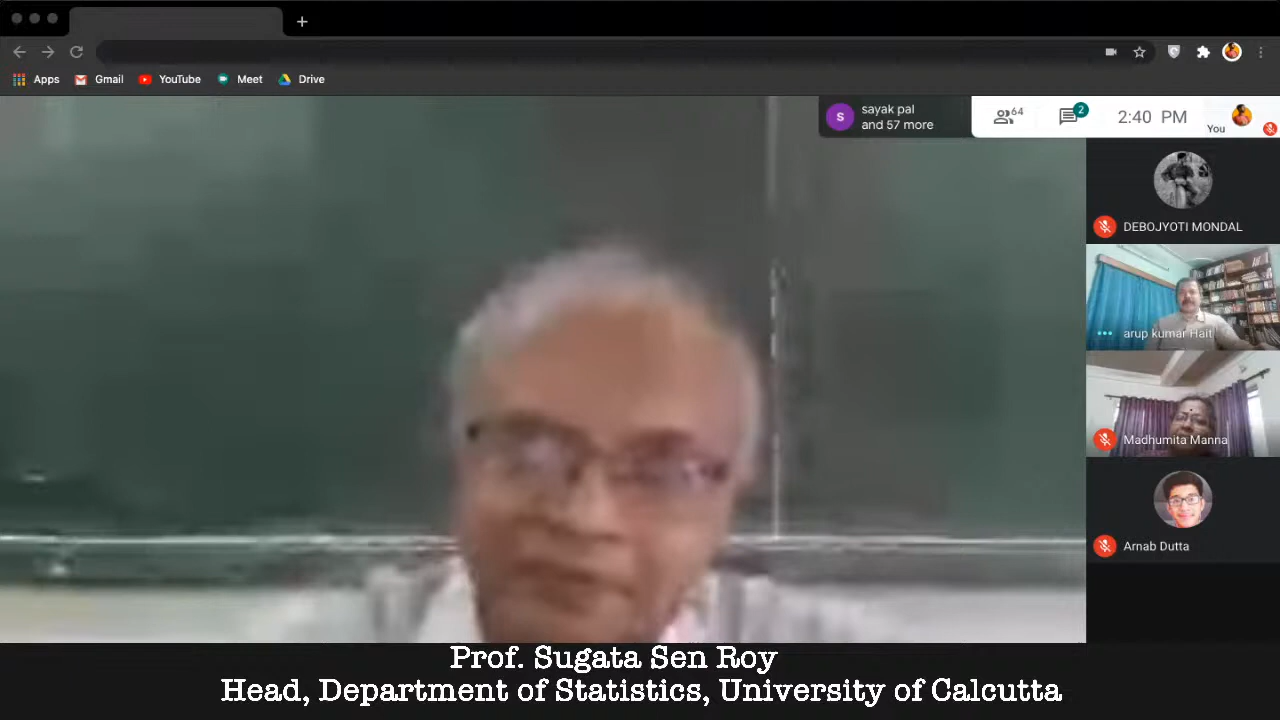 Apps Gmail YouTube Meet Drive
S sayak pal
and 57 more
64
2
2:40 PM
You
DEBOJYOTI MONDAL
arup kumar Hait
Madhumita Manna
Arnab Dutta
Prof. Sugata Sen Roy
Head, Department of Statistics, University of Calcutta